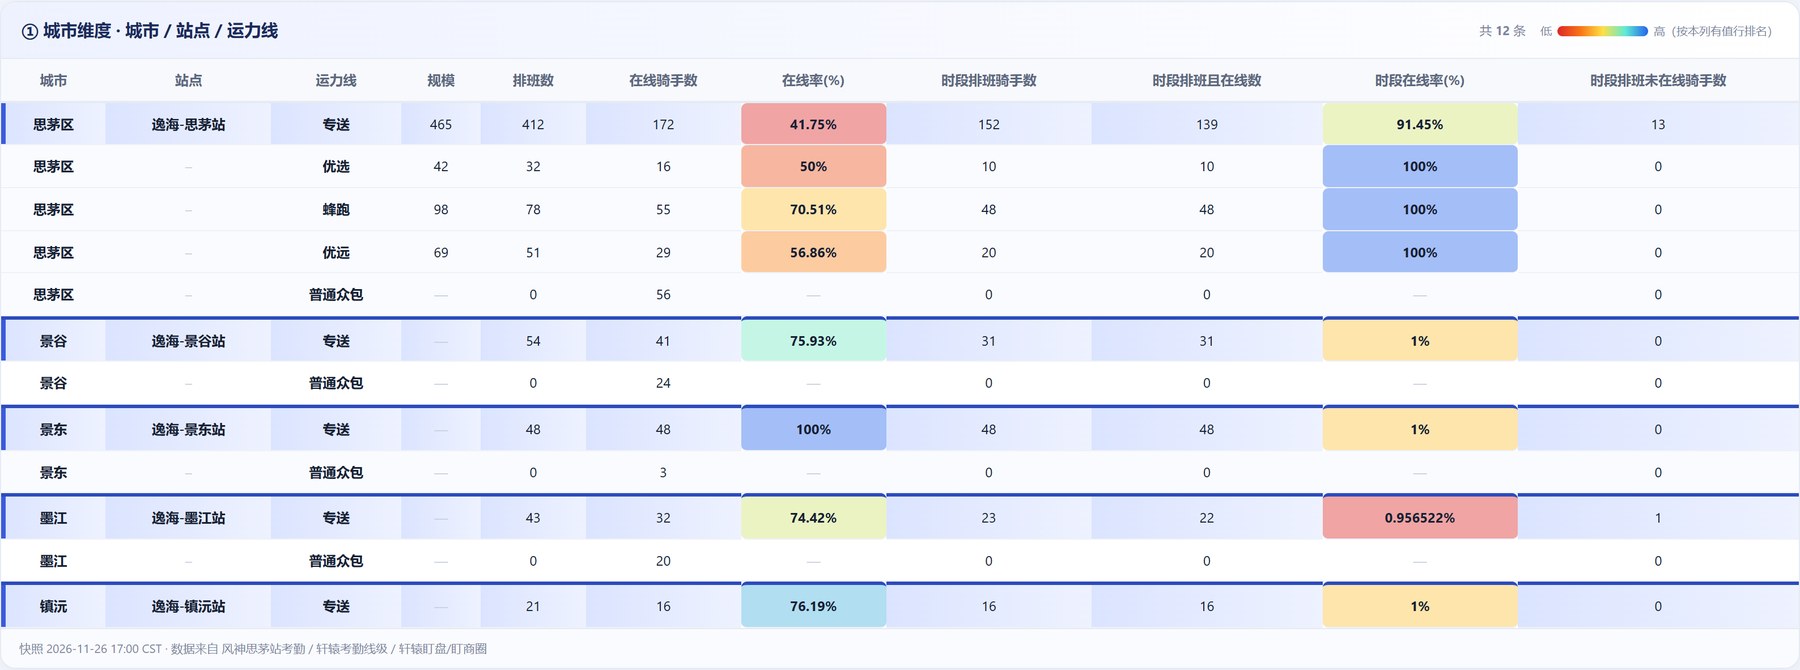 ① 城市维度 · 城市 / 站点 / 运力线
共 12 条 低 高 (按本列有值行排名)
城市 站点 运力线 规模 排班数 在线骑手数 在线率(%) 时段排班骑手数 时段排班且在线数 时段在线率(%) 时段排班未在线骑手数
思茅区 逸海-思茅站 专送 465 412 172 41.75% 152 139 91.45% 13
思茅区 – 优选 42 32 16 50% 10 10 100% 0
思茅区 – 蜂跑 98 78 55 70.51% 48 48 100% 0
思茅区 – 优远 69 51 29 56.86% 20 20 100% 0
思茅区 – 普通众包 — 0 56 — 0 0 — 0
景谷 逸海-景谷站 专送 — 54 41 75.93% 31 31 1% 0
景谷 – 普通众包 — 0 24 — 0 0 — 0
景东 逸海-景东站 专送 — 48 48 100% 48 48 1% 0
景东 – 普通众包 — 0 3 — 0 0 — 0
墨江 逸海-墨江站 专送 — 43 32 74.42% 23 22 0.956522% 1
墨江 – 普通众包 — 0 20 — 0 0 — 0
镇沅 逸海-镇沅站 专送 — 21 16 76.19% 16 16 1% 0
快照 2026-11-26 17:00 CST · 数据来自 风神思茅站考勤 / 轩辕考勤线级 / 轩辕盯盘/盯商圈